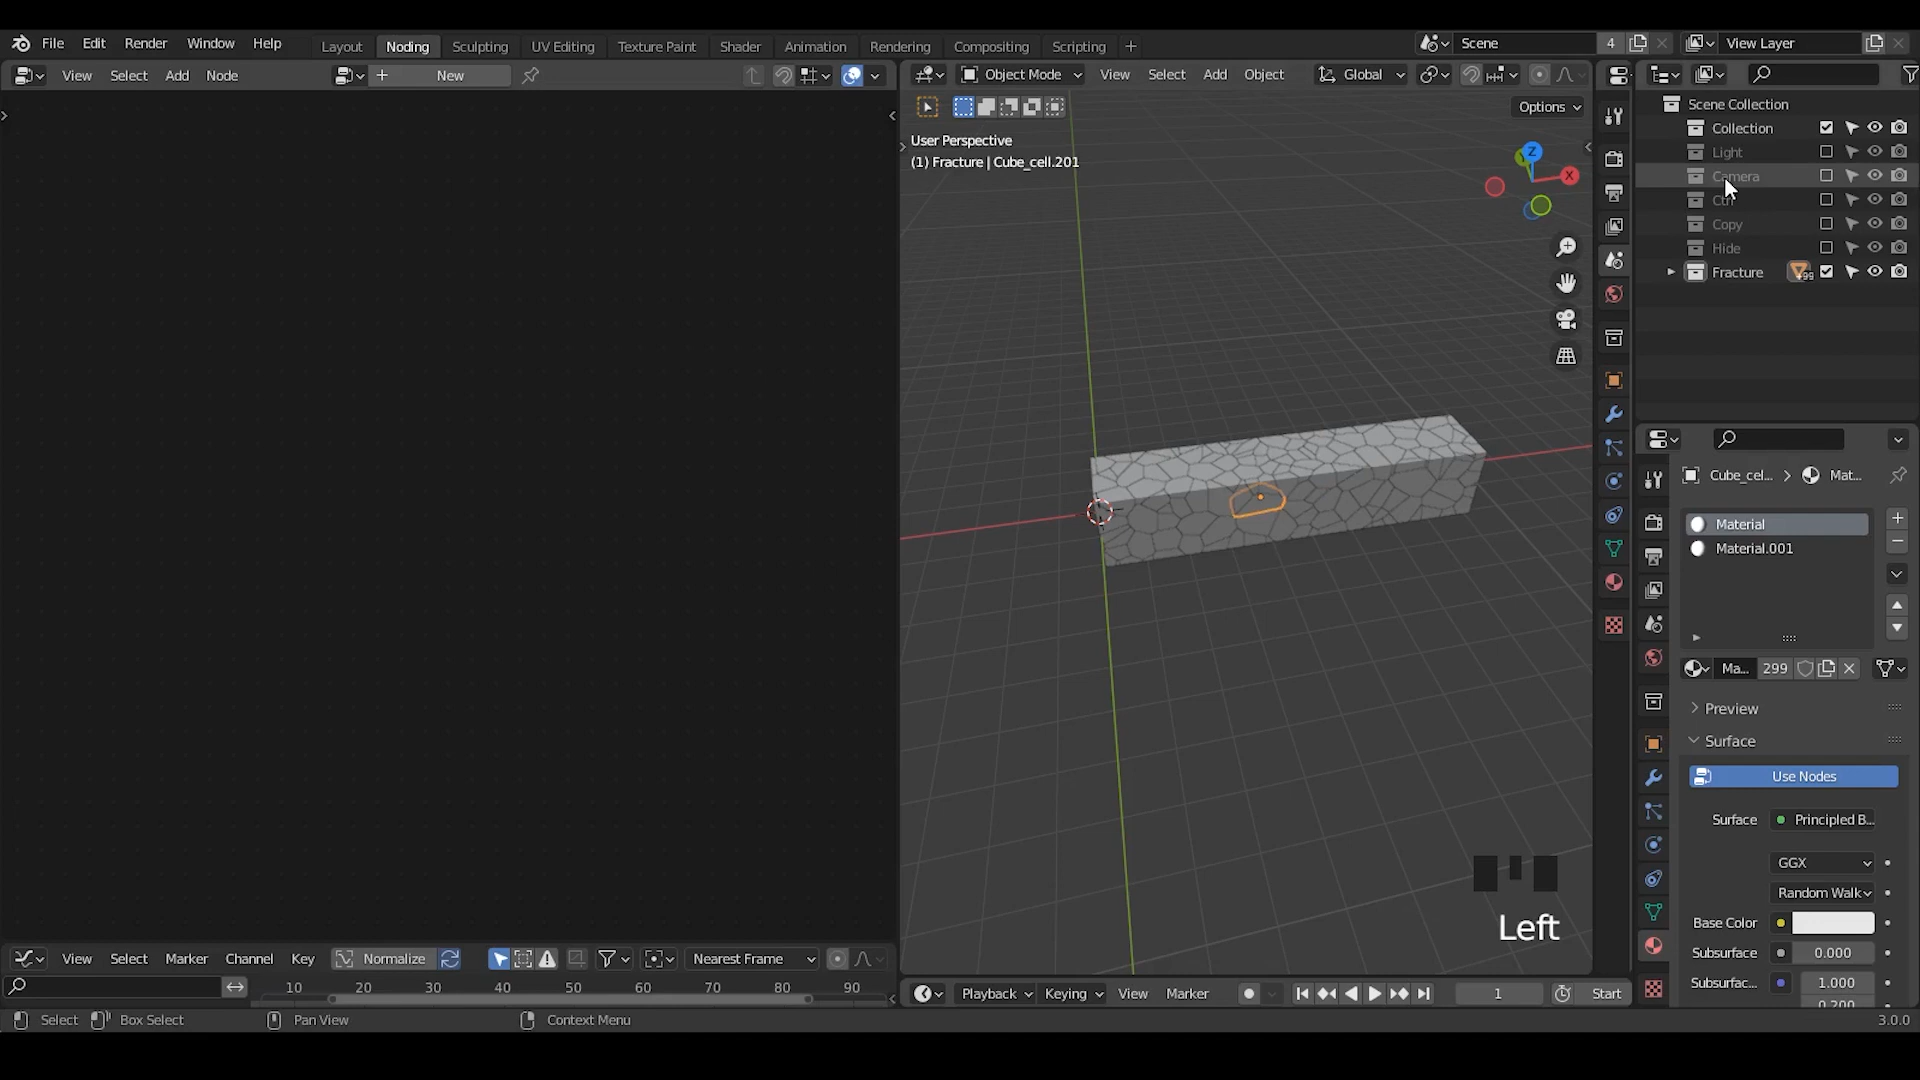 File Edit Render Window Help Layout Noding Sculpting UV Editing Texture Paint Shader Animation Rendering Compositing Scripting + Scene 4 View Layer
View Select Add Node New Object Mode View Select Add Object Global
Options
User Perspective
(1) Fracture | Cube_cell.201
Z
Y
X
Scene Collection
Collection
Light
Camera
Copy
Hide
Fracture +99
Cube_cel... > Mat...
Material
Material.001
Ma... 299
Preview
Surface
Use Nodes
Surface Principled B...
GGX
Random Walk
Base Color
Subsurface 0.000
Subsurfac... 1.000
0.200
Left
View Select Marker Channel Key Normalize Nearest Frame
10 20 30 40 50 60 70 80 90
Playback Keying View Marker 1 Start
Select Box Select Pan View Context Menu 3.0.0